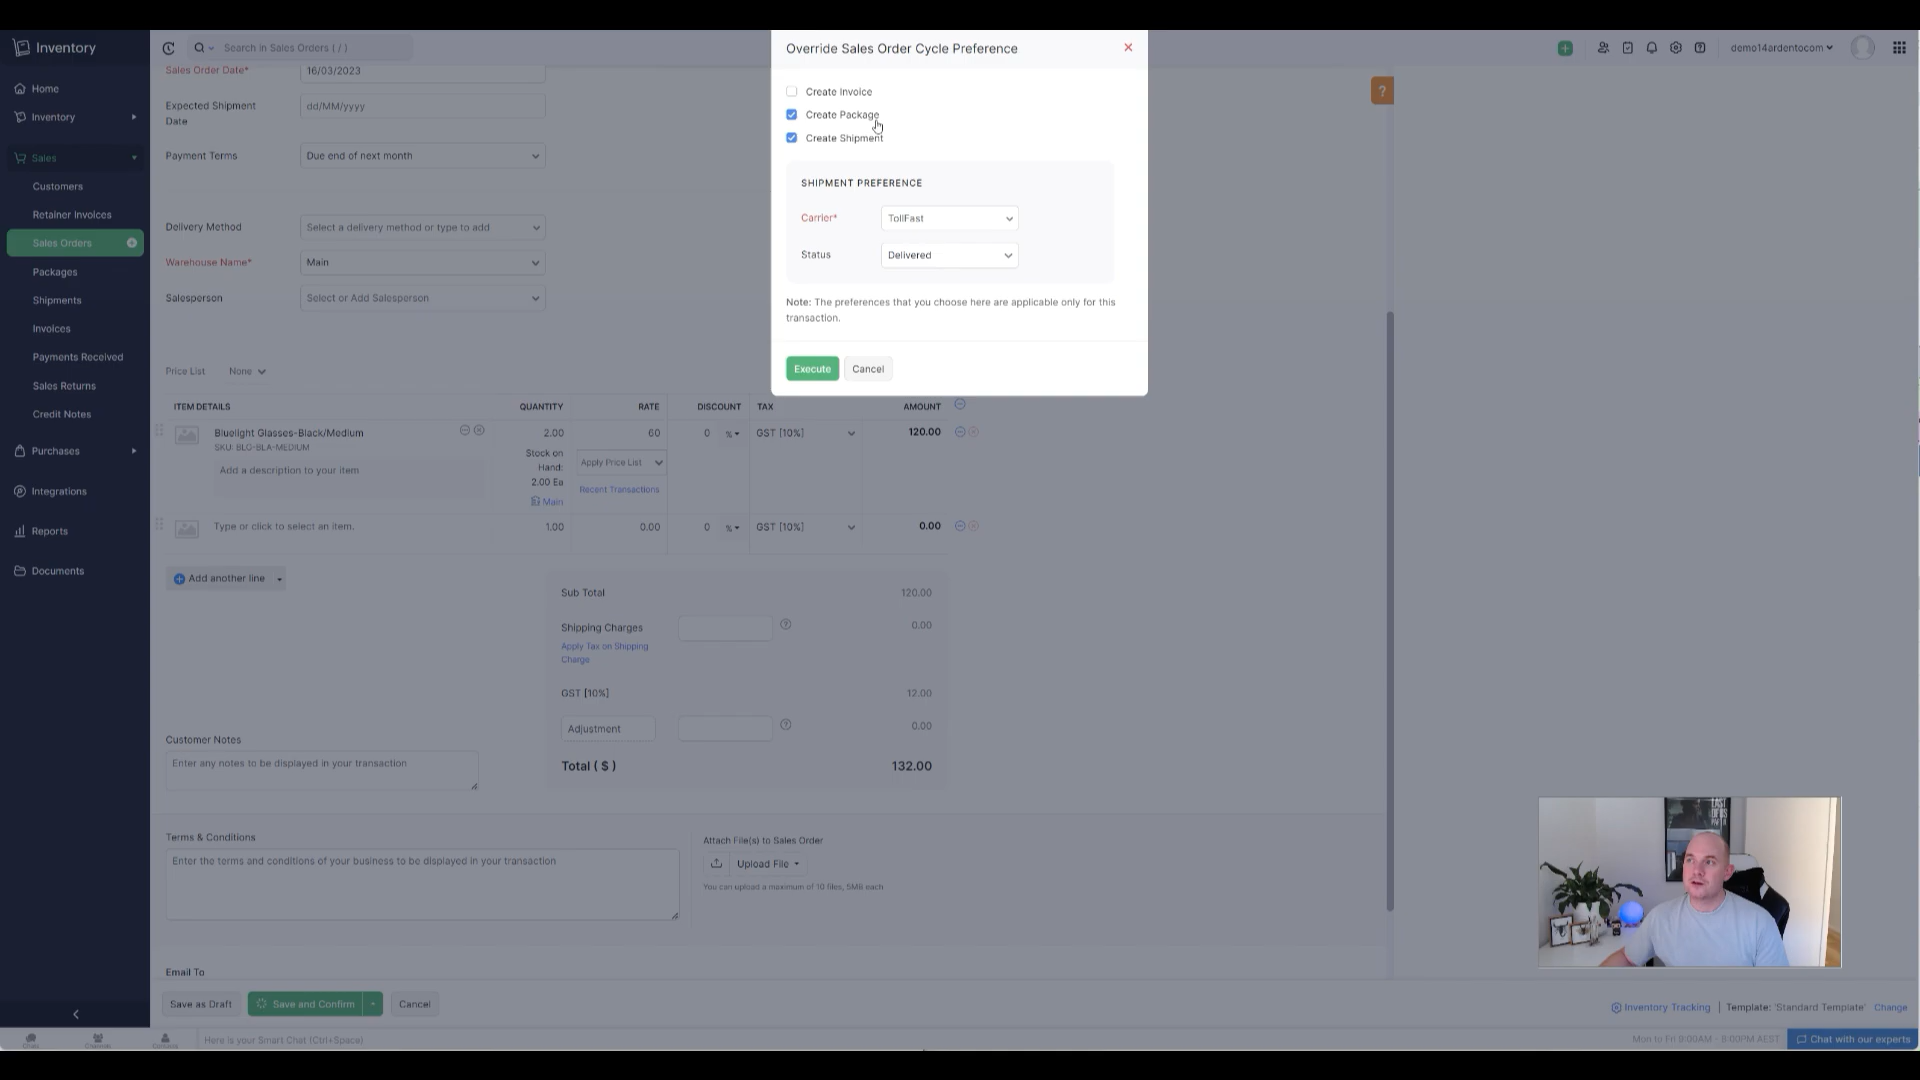 Inventory
Search in Sales Orders ( / )
Override Sales Order Cycle Preference
demo14ardentocom
Home
Inventory
Sales
Customers
Retainer Invoices
Sales Orders
Packages
Shipments
Invoices
Payments Received
Sales Returns
Credit Notes
Purchases
Integrations
Reports
Documents
Sales Order Date*
16/03/2023
Expected Shipment
Date
dd/MM/yyyy
Payment Terms
Due end of next month
Delivery Method
Select a delivery method or type to add
Warehouse Name*
Main
Salesperson
Select or Add Salesperson
Create Invoice
Create Package
Create Shipment
SHIPMENT PREFERENCE
Carrier*
TollFast
Status
Delivered
Note: The preferences that you choose here are applicable only for this
transaction.
Execute
Cancel
?
Price List
None
ITEM DETAILS
QUANTITY
RATE
DISCOUNT
TAX
AMOUNT
Bluelight Glasses-Black/Medium
SKU: BLG-BLA-MEDIUM
Add a description to your item
2.00
Stock on
Hand:
2.00 Ea
Main
60
Apply Price List
Recent Transactions
0
%
GST [10%]
120.00
Type or click to select an item.
1.00
0.00
0
%
GST [10%]
0.00
Add another line
Sub Total
120.00
Shipping Charges
0.00
Apply Tax on Shipping
Charge
GST [10%]
12.00
Adjustment
0.00
Total ( $ )
132.00
Customer Notes
Enter any notes to be displayed in your transaction
Terms & Conditions
Enter the terms and conditions of your business to be displayed in your transaction
Attach File(s) to Sales Order
Upload File
You can upload a maximum of 10 files, 5MB each
Email To
Save as Draft
Save and Confirm
Cancel
Inventory Tracking
Template: 'Standard Template'
Change
Chats
Channels
Contacts
Here is your Smart Chat (Ctrl+Space)
Mon to Fri 9:00AM - 8:00PM AEST
Chat with our experts